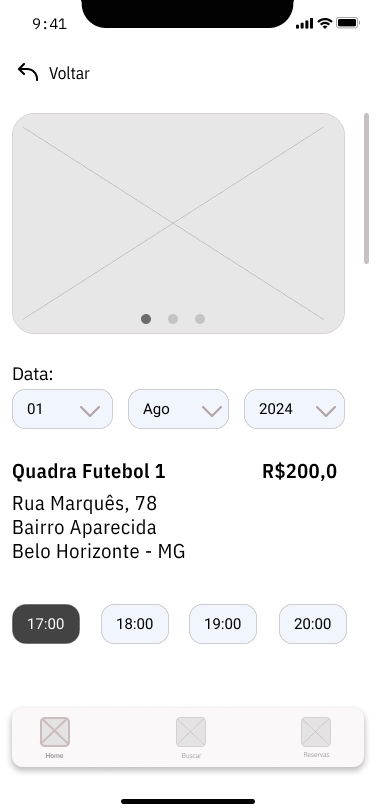 9:41
Voltar
Data:
01 Ago 2024
Quadra Futebol 1 R$200,0
Rua Marquês, 78
Bairro Aparecida
Belo Horizonte - MG
17:00 18:00 19:00 20:00
Home Buscar Reservas